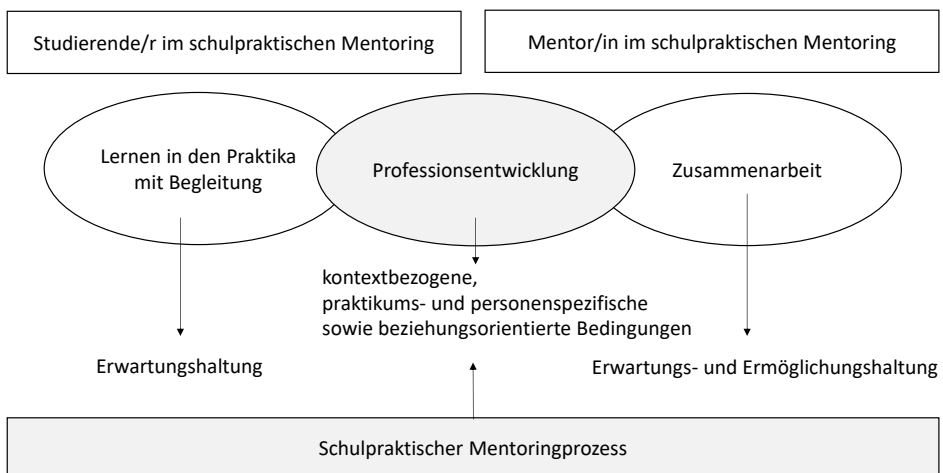 Studierende/r im schulpraktischen Mentoring
Mentor/in im schulpraktischen Mentoring
Lernen in den Praktika
mit Begleitung
Professionsentwicklung
Zusammenarbeit
kontextbezogene,
praktikums- und personenspezifische
sowie beziehungsorientierte Bedingungen
Erwartungshaltung
Erwartungs- und Ermöglichungshaltung
Schulpraktischer Mentoringprozess